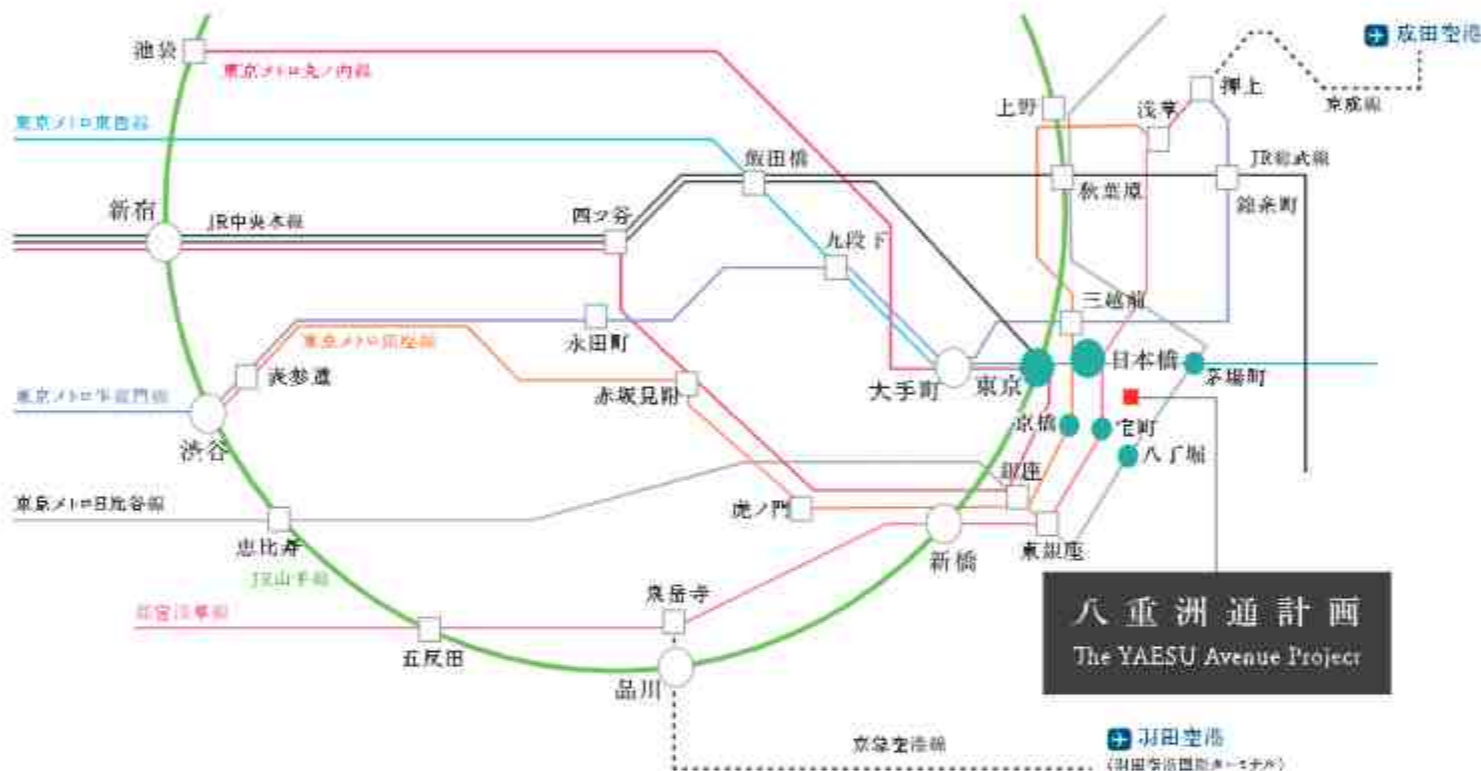 成田空港
池袋
東京メトロ丸ノ内線
上野
浅草
押上
京成線
東京メトロ東西線
飯田橋
JR総武線
秋葉原
錦糸町
新宿
JR中央本線
四ツ谷
九段下
三越前
永田町
東京メトロ銀座線
表参道
赤坂見附
大手町
東京
日本橋
茅場町
東京メトロ半蔵門線
渋谷
京橋
宝町
八丁堀
銀座
東京メトロ日比谷線
虎ノ門
恵比寿
新橋
東銀座
JR山手線
都営浅草線
泉岳寺
五反田
品川
八重洲通計画
The YAESU Avenue Project
京急空港線
羽田空港